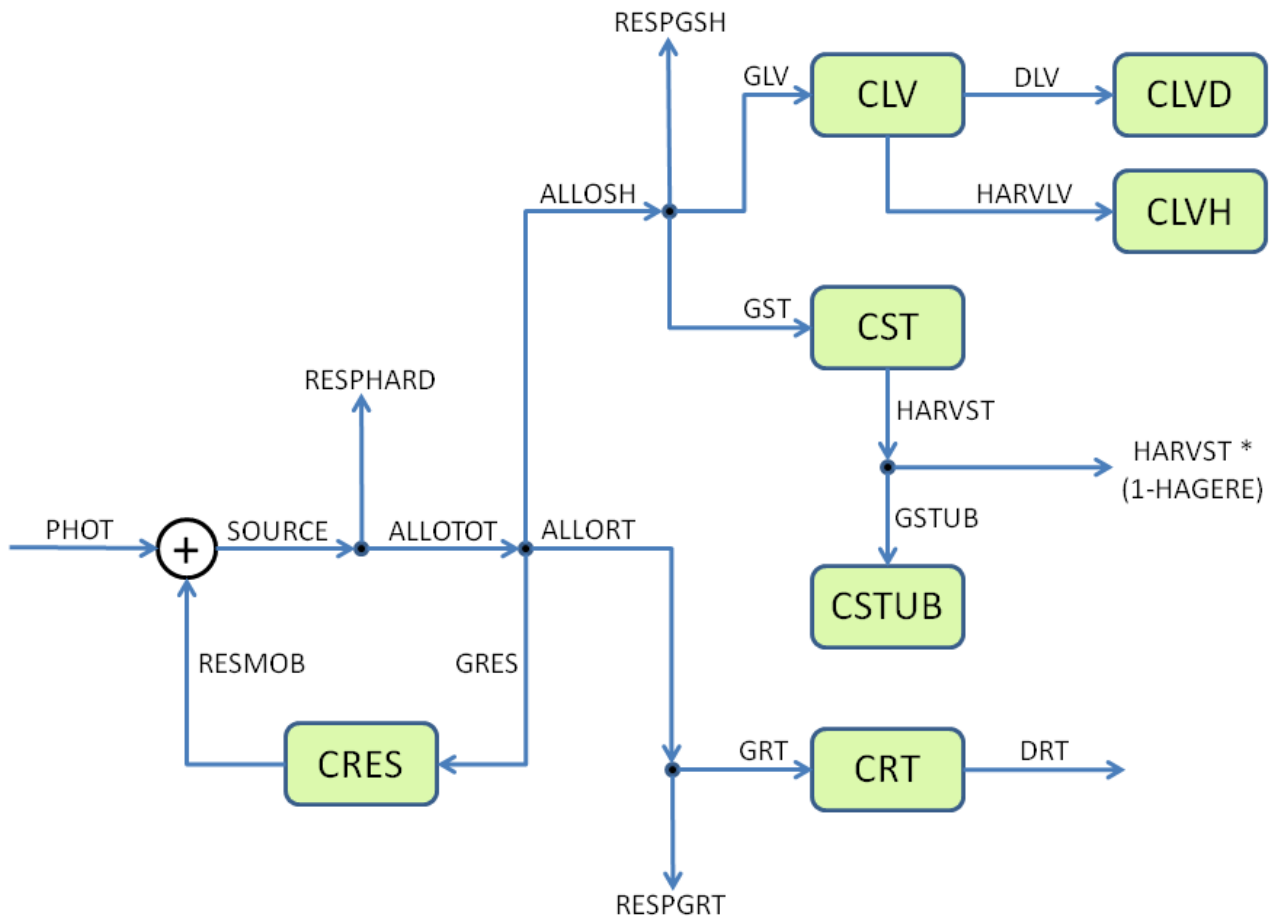 RESPGSH
GLV
CLV
DLV
CLVD
ALLOSH
HARVLV
CLVH
GST
CST
RESPHARD
HARVST
HARVST *
(1-HAGERE)
PHOT
+
SOURCE
ALLOTOT
ALLORT
GSTUB
CSTUB
RESMOB
GRES
CRES
GRT
CRT
DRT
RESPGRT